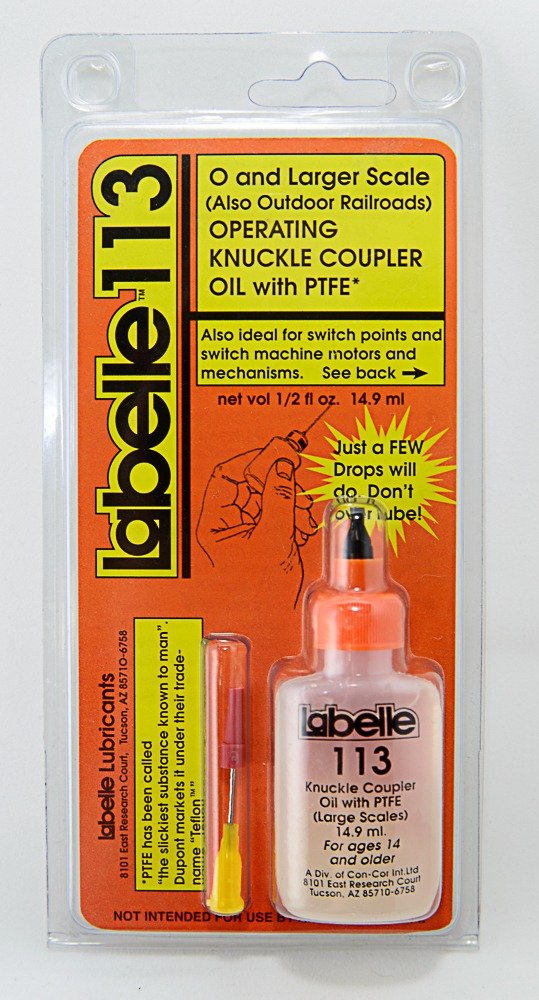 labelle 113
TM
O and Larger Scale
(Also Outdoor Railroads)
OPERATING
KNUCKLE COUPLER
OIL with PTFE*
Also ideal for switch points and
switch machine motors and
mechanisms. See back
net vol 1/2 fl oz. 14.9 ml
Just a FEW
Drops will
do. Don't
over lube!
labelle Lubricants
8101 East Research Court, Tucson, AZ 85710-6758
*PTFE has been called
"the slickiest substance known to man".
Dupont markets it under their trade-
name "Teflon™"
labelle
113
Knuckle Coupler
Oil with PTFE
(Large Scales)
14.9 ml.
For ages 14
and older
A Div. of Con-Cor Int.Ltd.
8101 East Research Court
Tucson, AZ 85710-6758
NOT INTENDED FOR USE